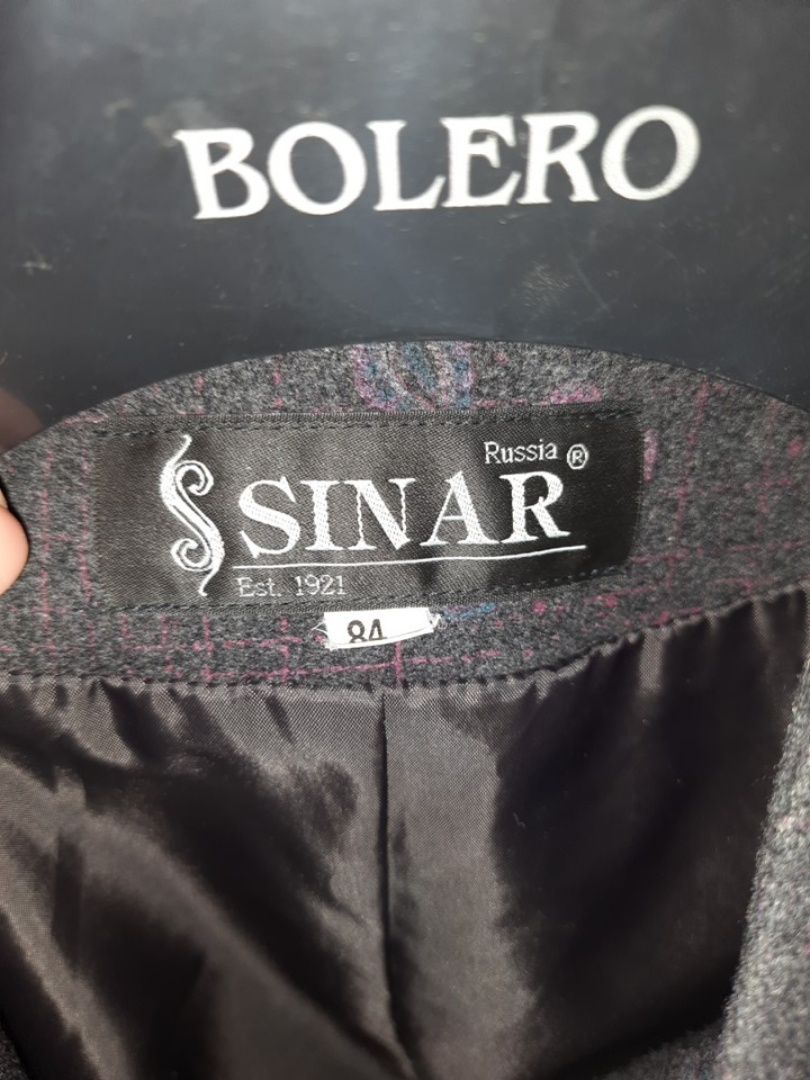 BOLERO
Russia ®
SINAR
Est. 1921
84